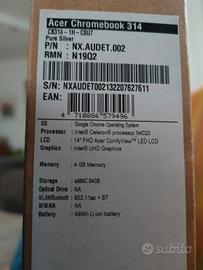 Acer Chromebook 314
CB314-1H-C0U7
Pure Silver
P/N : NX.AUDET.002
RMN : N19Q2
S/N: NXAUDET002132207627611
EAN:
4 710886 579496
OS : Google Chrome Operating System
Processor : Intel® Celeron® processor N4020
LCD : 14" FHD Acer ComfyView™ LED LCD
Graphics : Intel® UHD Graphics
Memory : 4 GB Memory
Storage : eMMC 64GB
Optical Drive : NA
WLAN/Bluetooth : 802.11ac + BT
WWAN : NA
Battery : 48Wh Li-ion battery
subito